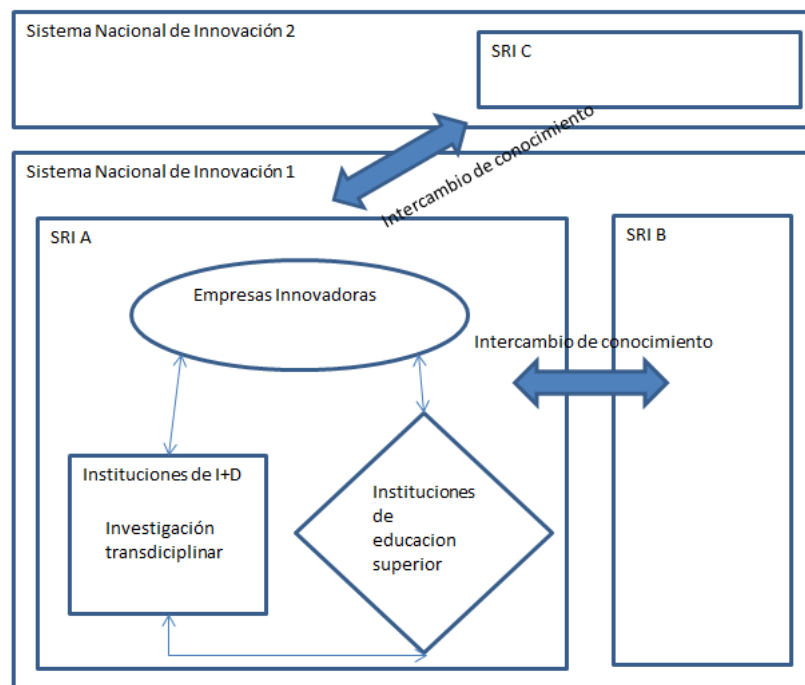 Sistema Nacional de Innovación 2
SRI C
Intercambio de conocimiento
Sistema Nacional de Innovación 1
SRI A
SRI B
Empresas Innovadoras
Intercambio de conocimiento
Instituciones de I+D
Investigación
transdiciplinar
Instituciones
de
educacion
superior